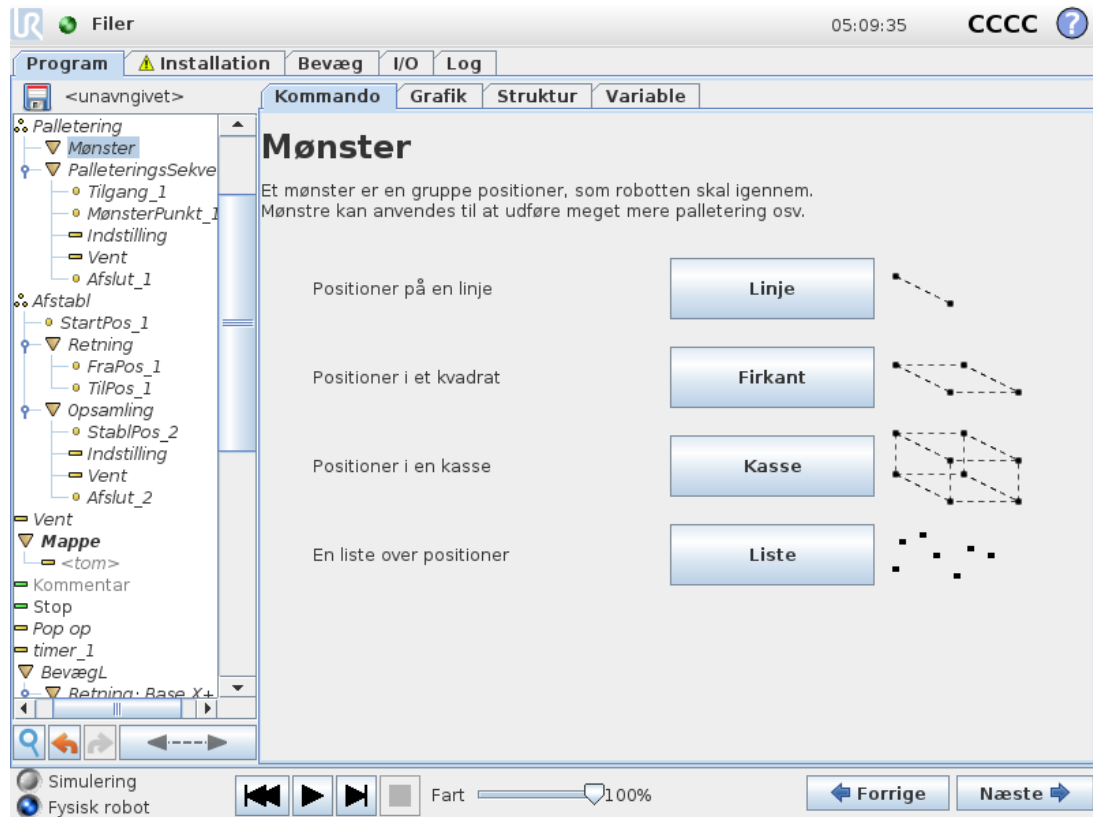 UR
Filer
05:09:35
CCCC
?
Program
Installation
Bevæg
I/O
Log
<unavngivet>
Kommando
Grafik
Struktur
Variable
Palletering
Mønster
PalleteringsSekve
Tilgang_1
MønsterPunkt_1
Indstilling
Vent
Afslut_1
Afstabl
StartPos_1
Retning
FraPos_1
TilPos_1
Opsamling
StablPos_2
Indstilling
Vent
Afslut_2
Vent
Mappe
<tom>
Kommentar
Stop
Pop op
timer_1
BevægL
Retning: Base X+
Mønster
Et mønster er en gruppe positioner, som robotten skal igennem.
Mønstre kan anvendes til at udføre meget mere palletering osv.
Positioner på en linje
Linje
Positioner i et kvadrat
Firkant
Positioner i en kasse
Kasse
En liste over positioner
Liste
Simulering
Fysisk robot
Fart
100%
Forrige
Næste